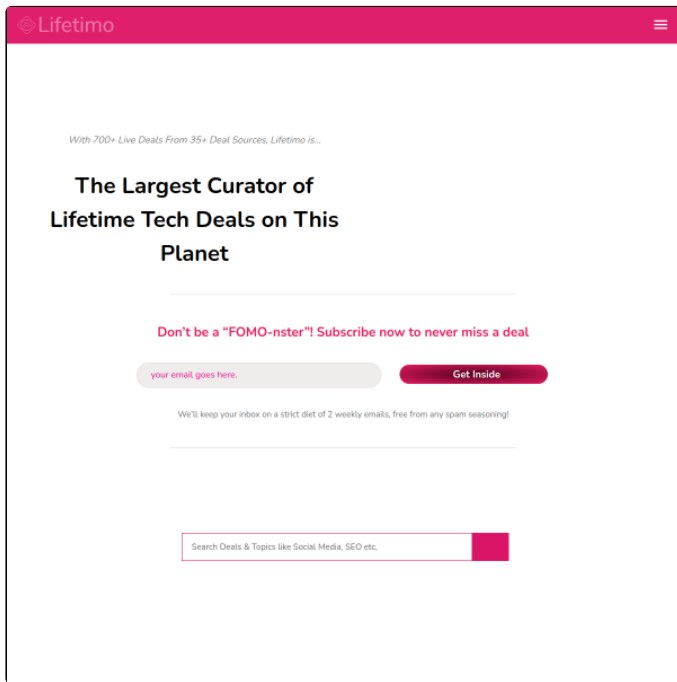 Lifetimo
With 700+ Live Deals From 35+ Deal Sources, Lifetimo is...
The Largest Curator of
Lifetime Tech Deals on This
Planet
Don't be a “FOMO-nster”! Subscribe now to never miss a deal
your email goes here.
Get Inside
We'll keep your inbox on a strict diet of 2 weekly emails, free from any spam seasoning!
Search Deals & Topics like Social Media, SEO etc,